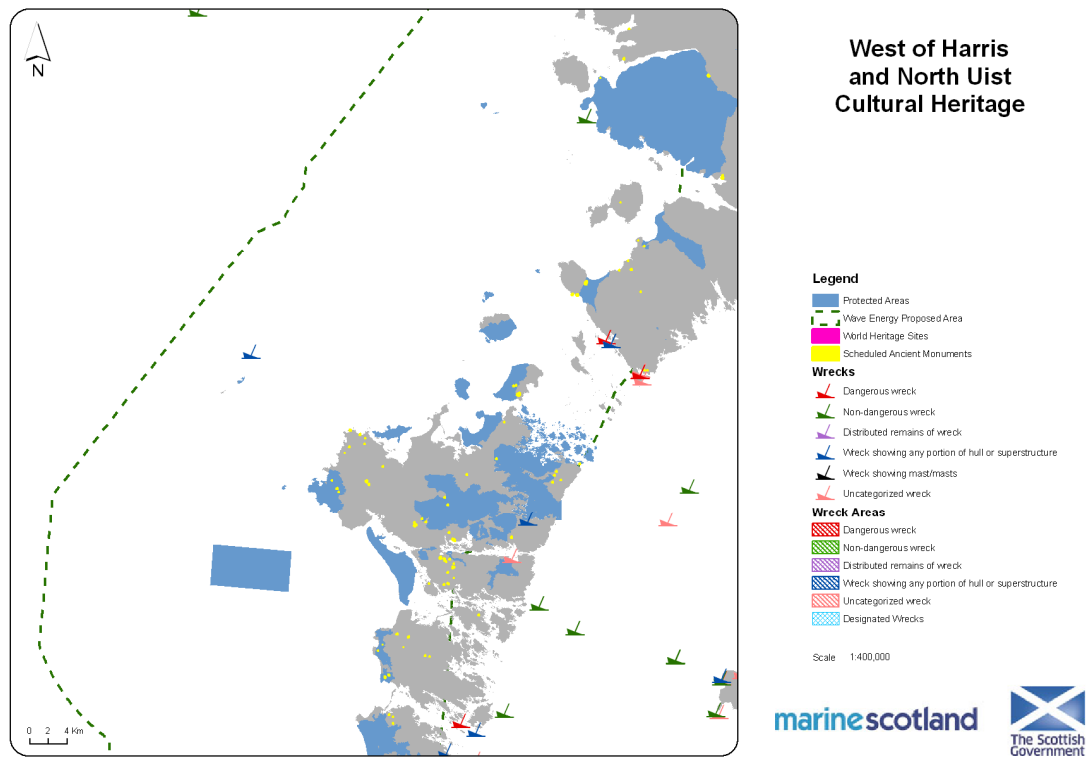 N
0 2 4 Km
West of Harris
and North Uist
Cultural Heritage
Legend
Protected Areas
Wave Energy Proposed Area
World Heritage Sites
Scheduled Ancient Monuments
Wrecks
Dangerous wreck
Non-dangerous wreck
Distributed remains of wreck
Wreck showing any portion of hull or superstructure
Wreck showing mast/masts
Uncategorized wreck
Wreck Areas
Dangerous wreck
Non-dangerous wreck
Distributed remains of wreck
Wreck showing any portion of hull or superstructure
Uncategorized wreck
Designated Wrecks
Scale 1:400,000
marinescotland
The Scottish
Government